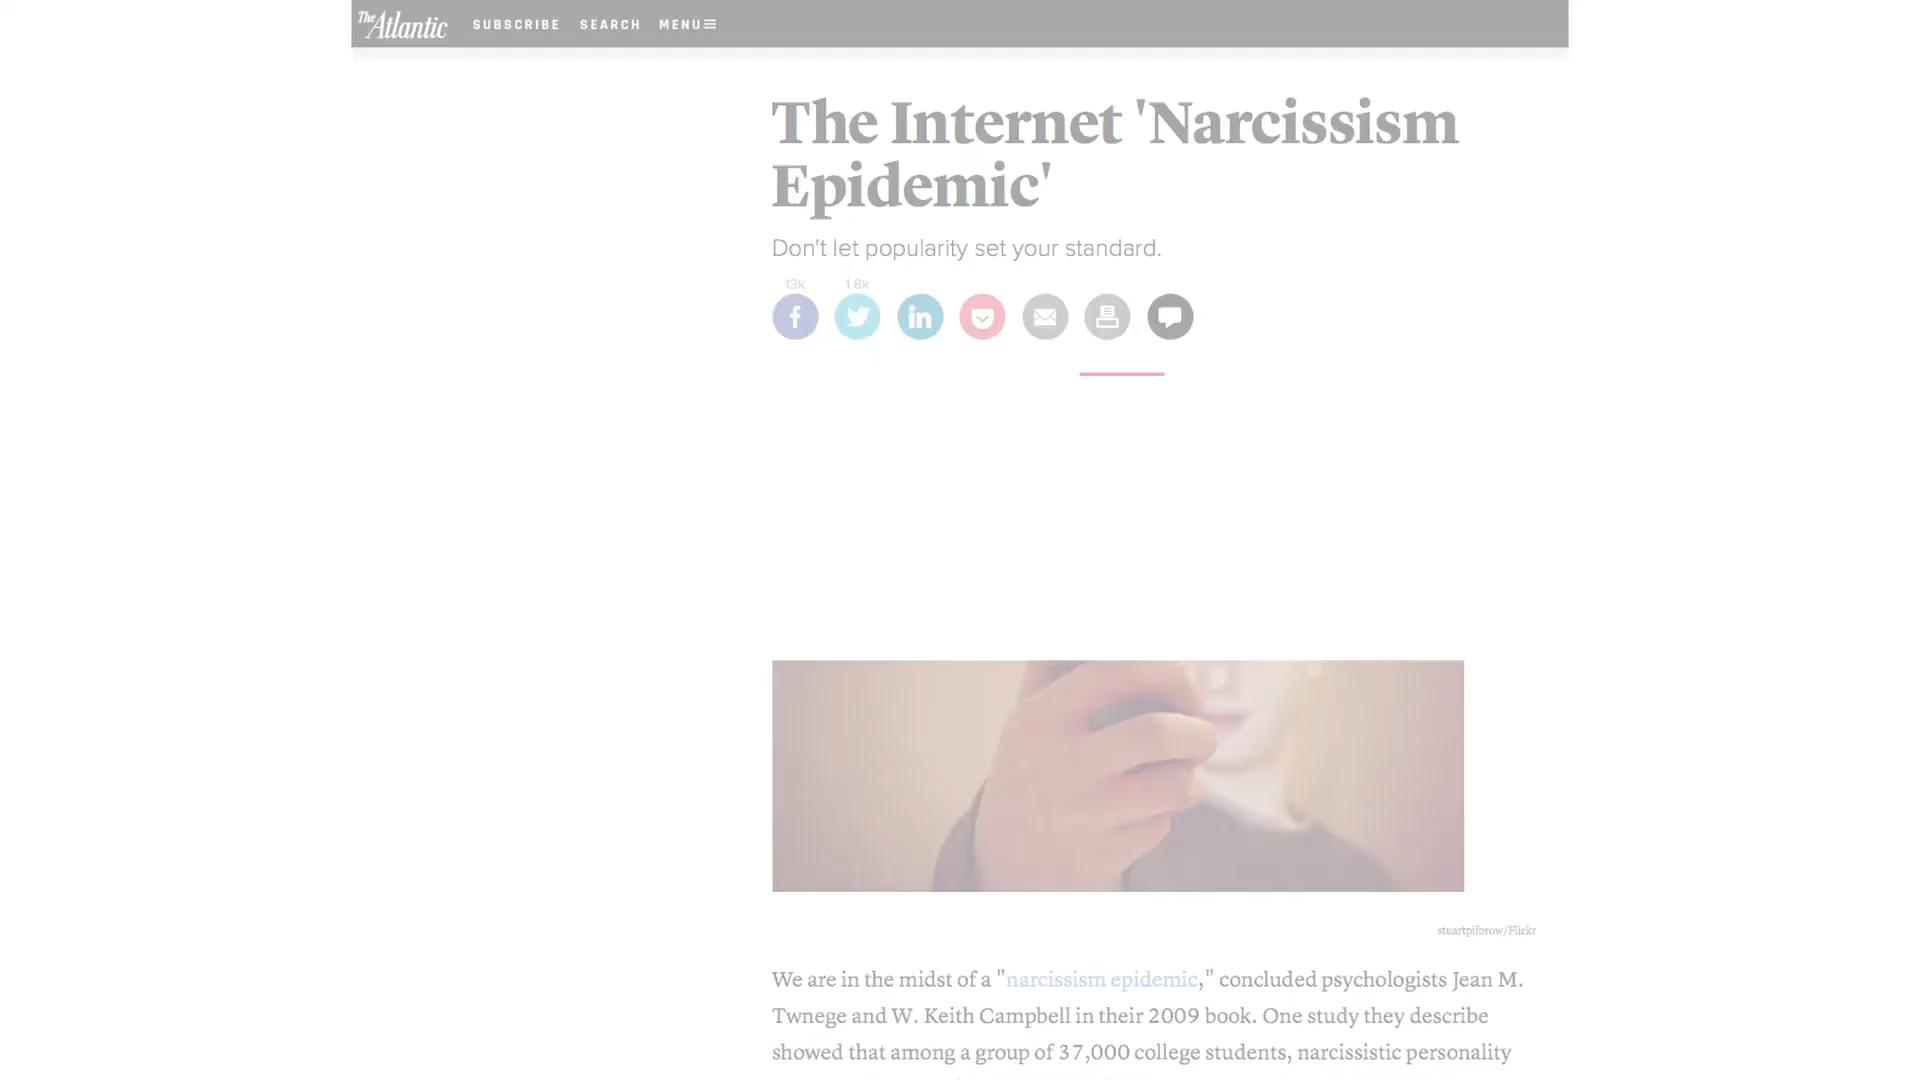 The Atlantic SUBSCRIBE SEARCH MENU
The Internet 'Narcissism
Epidemic'
Don't let popularity set your standard.
13k 1.8k
stuartpilbrow/Flickr
We are in the midst of a "narcissism epidemic," concluded psychologists Jean M.
Twnege and W. Keith Campbell in their 2009 book. One study they describe
showed that among a group of 37,000 college students, narcissistic personality